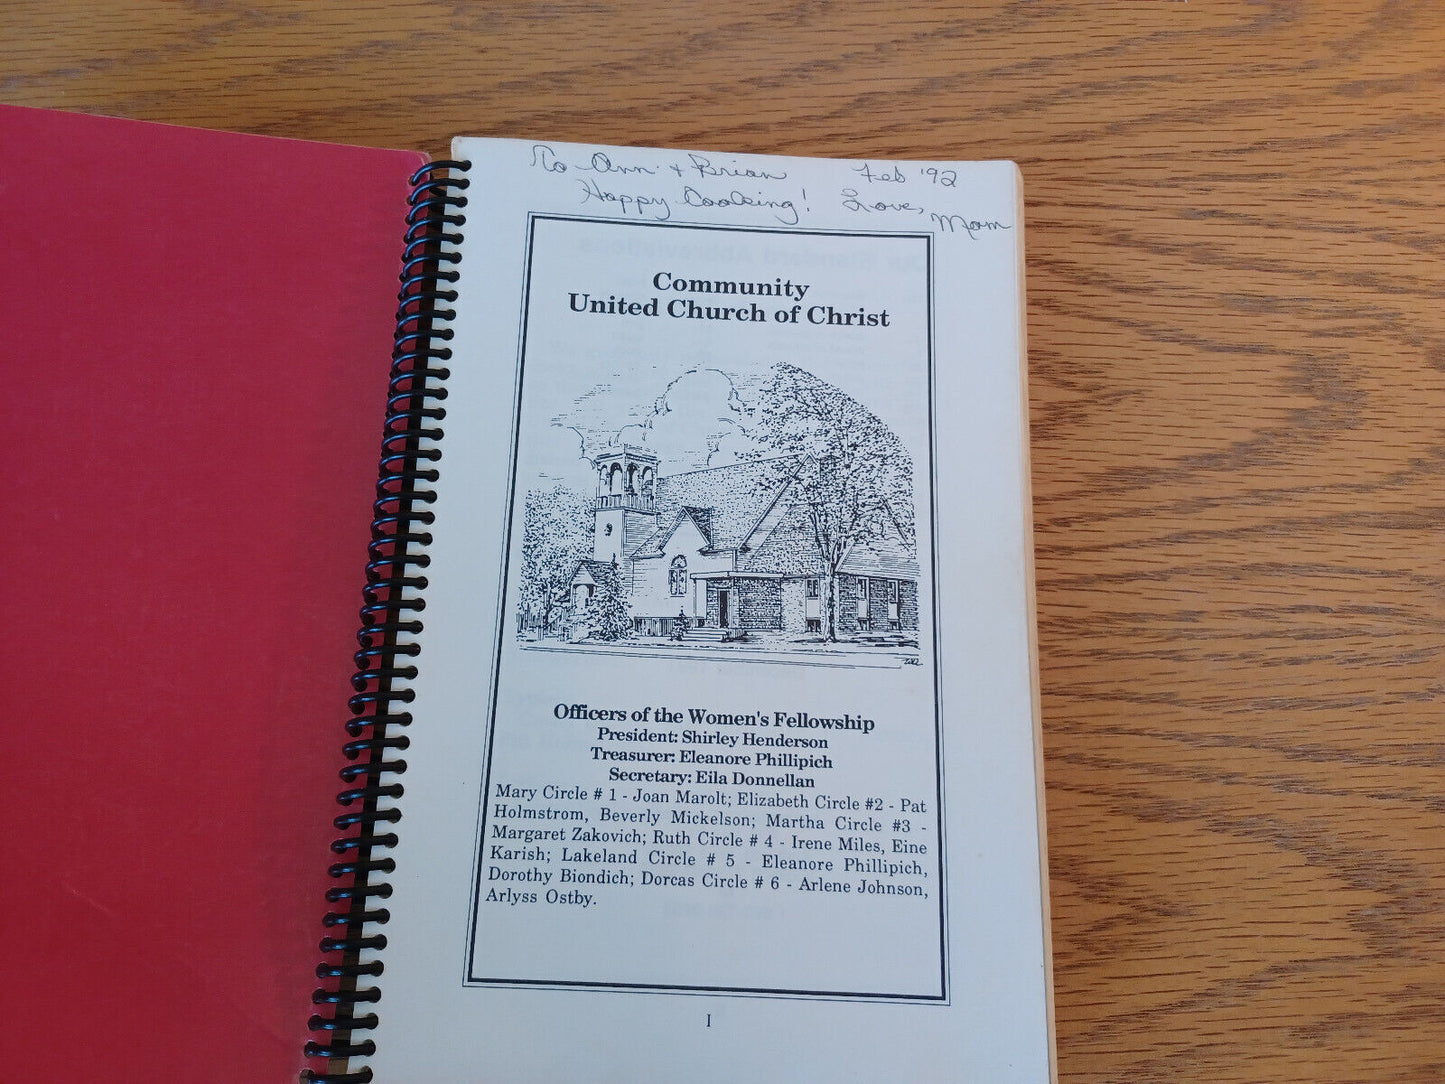 To Ann + Brian Feb '92
Happy Cooking! Love, Mom
Community
United Church of Christ
Officers of the Women's Fellowship
President: Shirley Henderson
Treasurer: Eleanore Phillipich
Secretary: Eila Donnellan
Mary Circle # 1 - Joan Marolt; Elizabeth Circle #2 - Pat
Holmstrom, Beverly Mickelson; Martha Circle #3 -
Margaret Zakovich; Ruth Circle # 4 - Irene Miles, Eine
Karish; Lakeland Circle # 5 - Eleanore Phillipich,
Dorothy Biondich; Dorcas Circle # 6 - Arlene Johnson,
Arlyss Ostby.
I